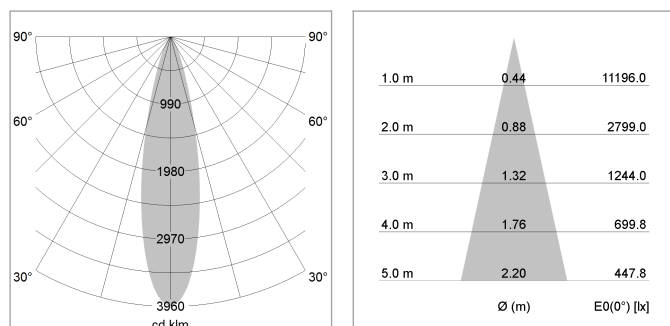 90° 90°
990
60° 60°
1980
2970
30° 30°
3960
cd klm
1.0 m 0.44 11196.0
2.0 m 0.88 2799.0
3.0 m 1.32 1244.0
4.0 m 1.76 699.8
5.0 m 2.20 447.8
Ø (m) E0(0°) [lx]